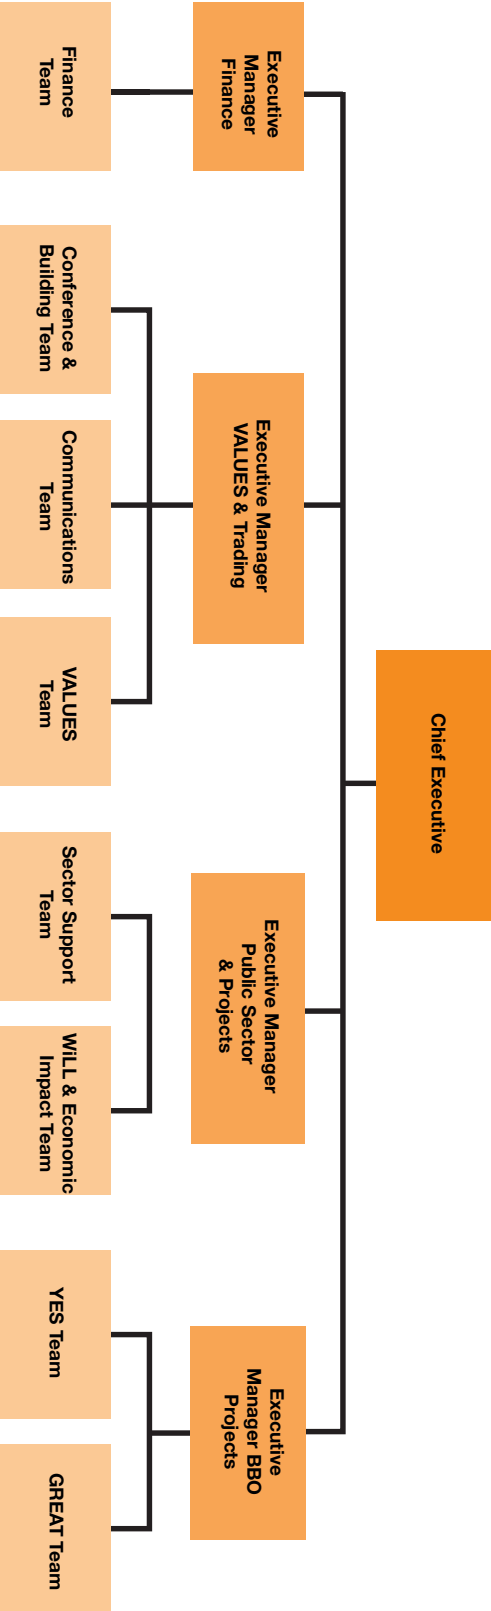 Chief Executive
Executive
Manager
Finance
Executive Manager
VALUES & Trading
Executive Manager
Public Sector
& Projects
Executive
Manager BBO
Projects
Finance
Team
Conference &
Building Team
Communications
Team
VALUES
Team
Sector Support
Team
WiLL & Economic
Impact Team
YES Team
GREAT Team